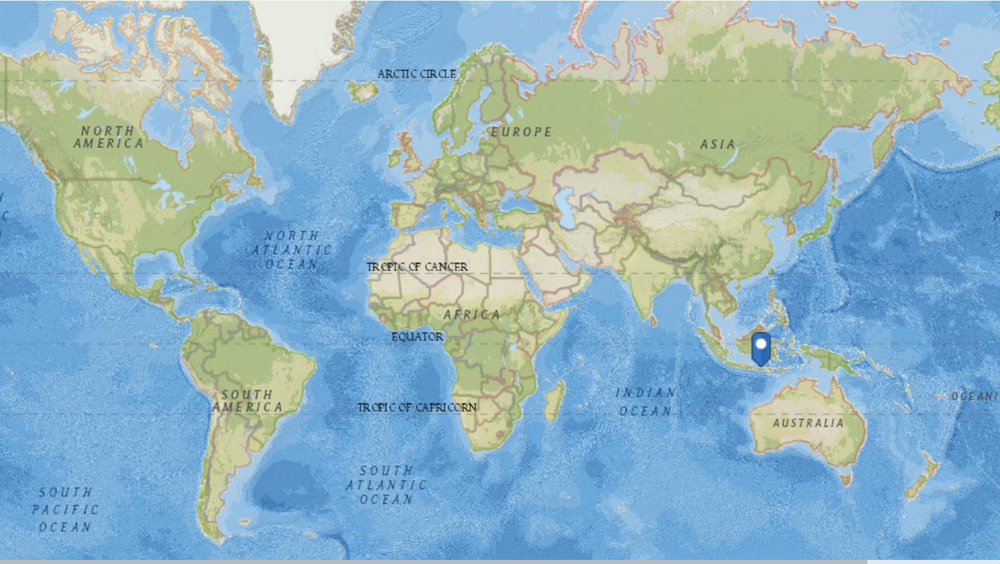 ARCTIC CIRCLE
NORTH
AMERICA
EUROPE
ASIA
NORTH
ATLANTIC
OCEAN
TROPIC OF CANCER
AFRICA
EQUATOR
SOUTH
AMERICA
TROPIC OF CAPRICORN
INDIAN
OCEAN
OCEANI
AUSTRALIA
SOUTH
ATLANTIC
OCEAN
SOUTH
PACIFIC
OCEAN